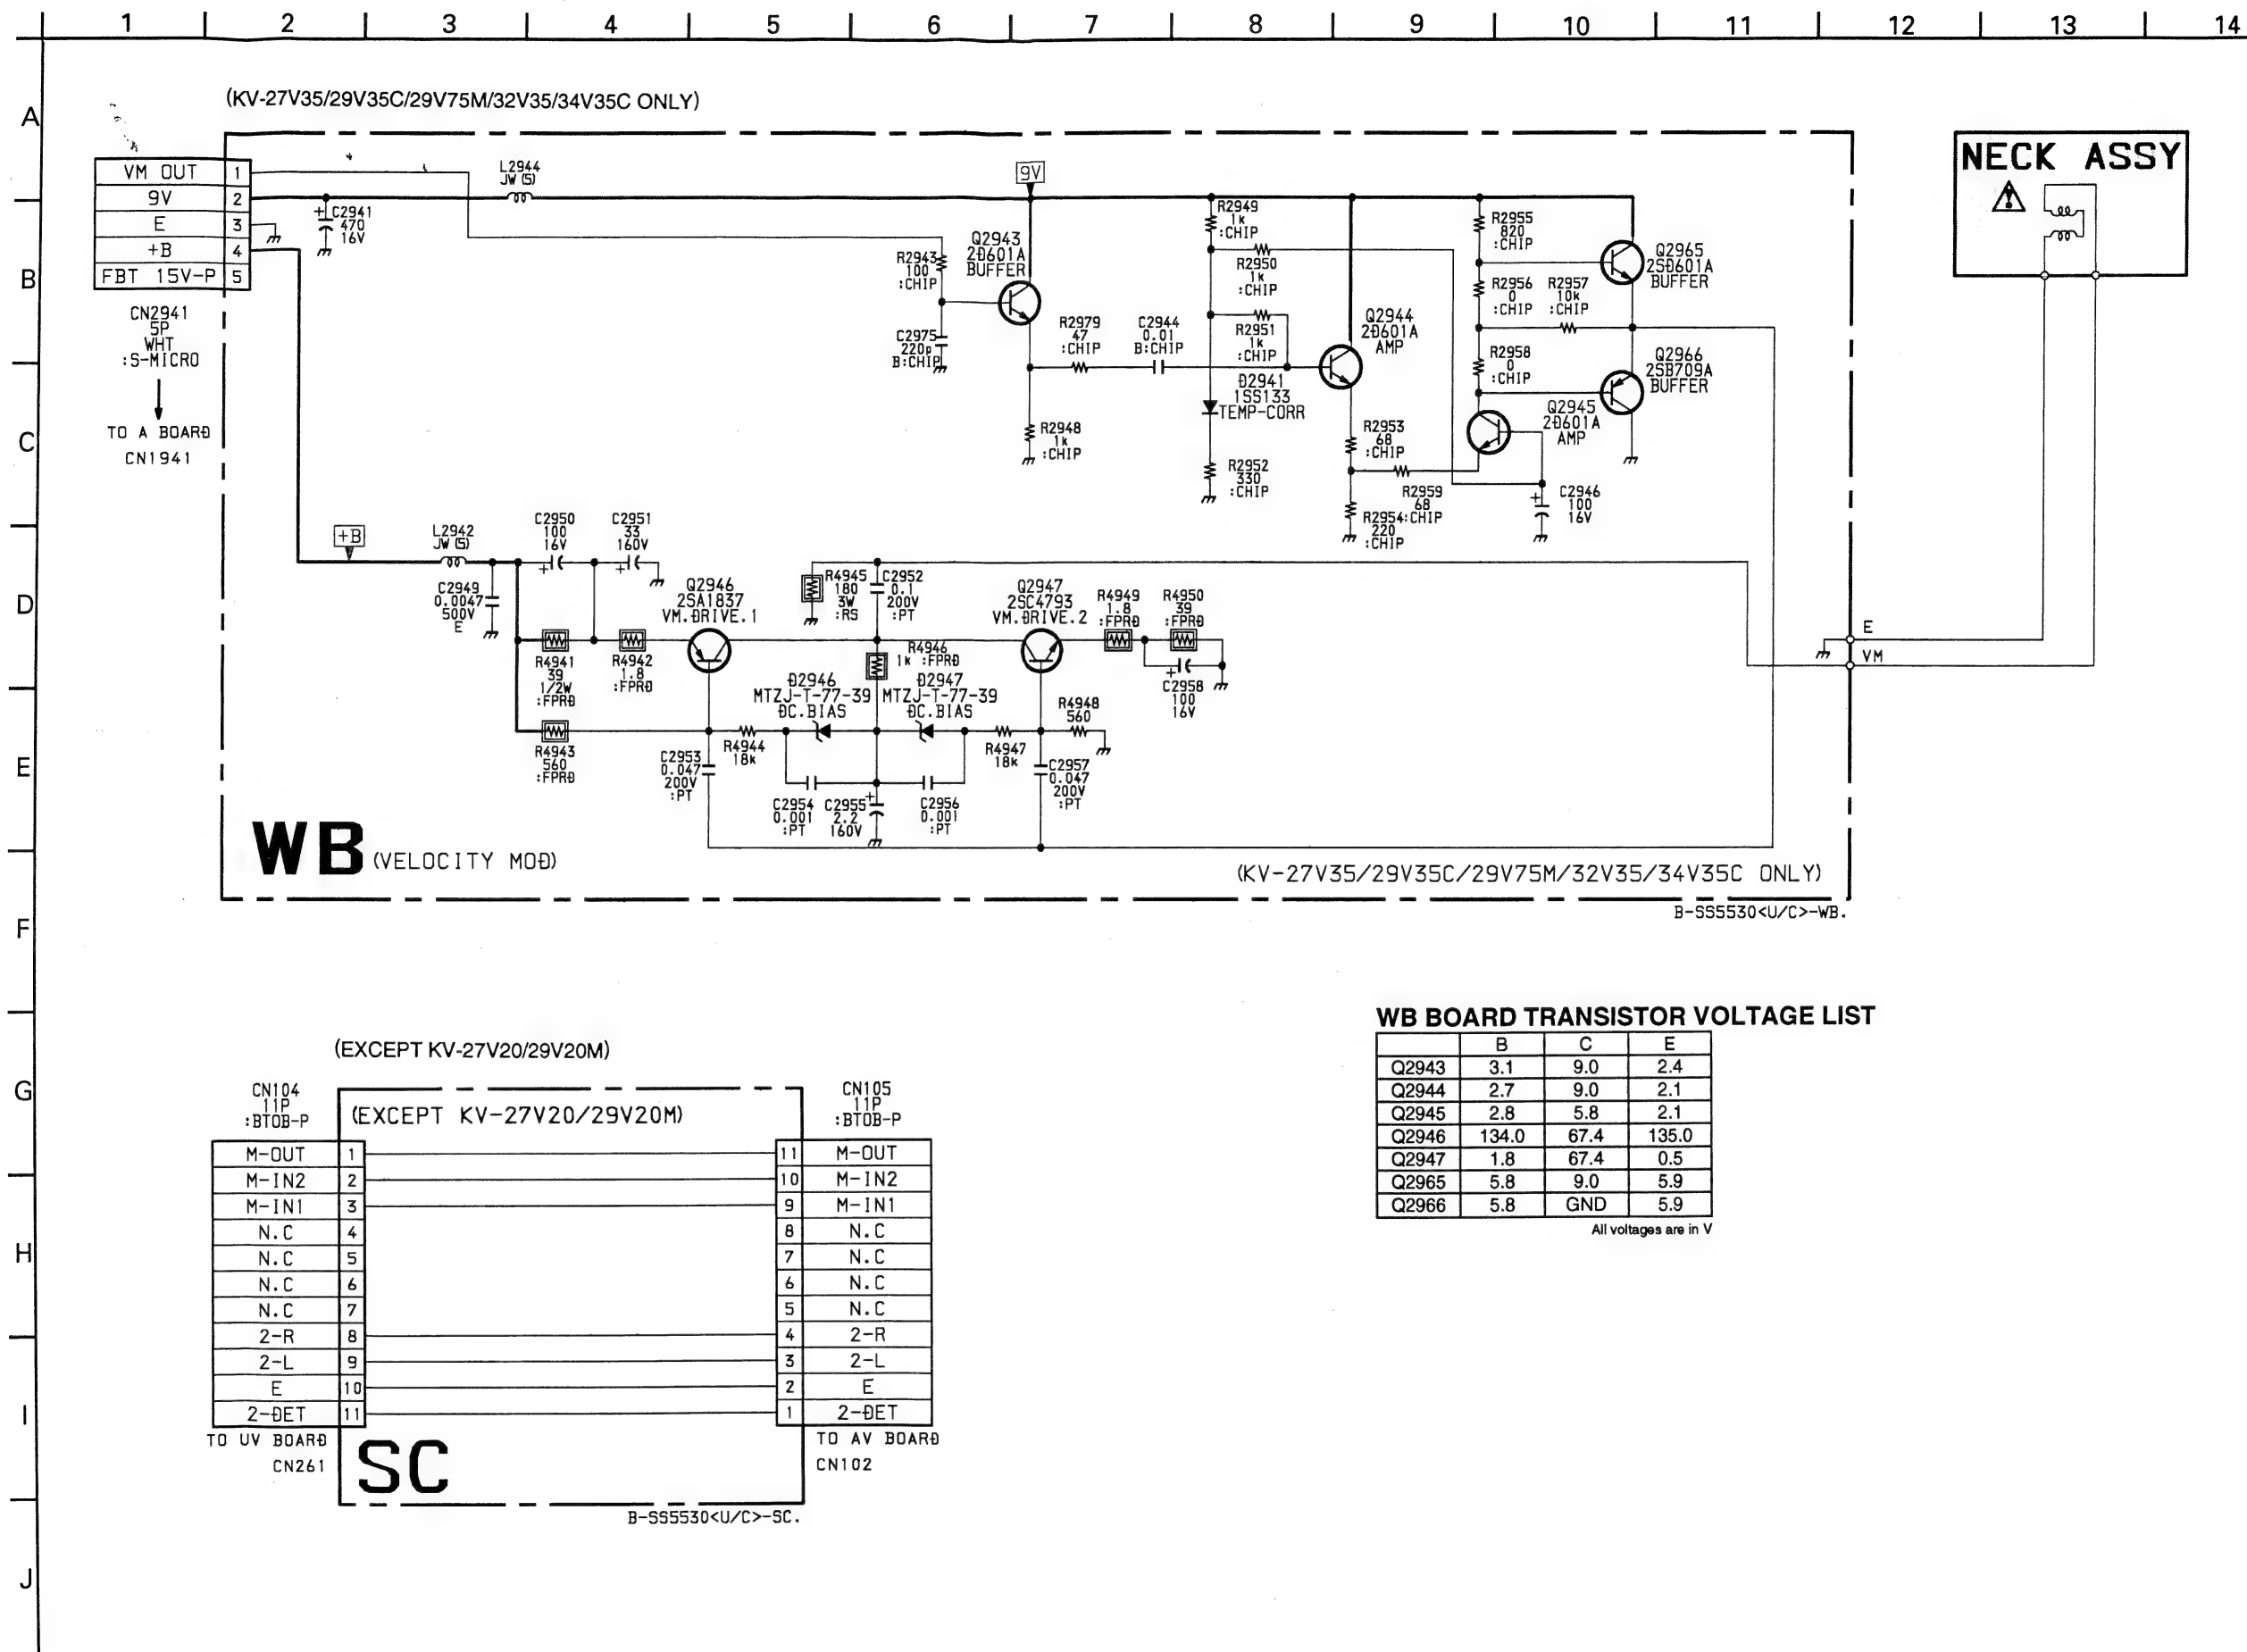 1 2 3 4 5 6 7 8 9 10 11 12 13 14
A
B
C
D
E
F
G
H
I
J
(KV-27V35/29V35C/29V75M/32V35/34V35C ONLY)
VM OUT 1
9V 2
E 3
+B 4
FBT 15V-P 5
CN2941
5P
WHT
:S-MICRO
TO A BOARD
CN1941
L2944
JW (5)
C2941
470
16V
9V
R2943
100
:CHIP
Q2943
2D601A
BUFFER
C2975
220p
B:CHIP
R2948
1k
:CHIP
R2979
47
:CHIP
C2944
0.01
B:CHIP
R2949
1k
:CHIP
R2950
1k
:CHIP
R2951
1k
:CHIP
D2941
1SS133
TEMP-CORR
R2952
330
:CHIP
Q2944
2D601A
AMP
R2953
68
:CHIP
R2954
220
:CHIP
R2959
68
:CHIP
R2955
820
:CHIP
R2956
0
:CHIP
R2957
10k
:CHIP
R2958
0
:CHIP
Q2965
2SD601A
BUFFER
Q2966
2SB709A
BUFFER
Q2945
2D601A
AMP
C2946
100
16V
+B
L2942
JW (5)
C2949
0.0047
500V
E
C2950
100
16V
C2951
33
160V
R4941
39
1/2W
:FPRD
R4942
1.8
:FPRD
R4943
560
:FPRD
Q2946
2SA1837
VM.DRIVE.1
R4945
180
3W
:RS
C2952
0.1
200V
:PT
R4946
1k :FPRD
Q2947
2SC4793
VM.DRIVE.2
R4949
1.8
:FPRD
R4950
39
:FPRD
C2958
100
16V
D2946
MTZJ-T-77-39
DC.BIAS
D2947
MTZJ-T-77-39
DC.BIAS
R4948
560
C2953
0.047
200V
:PT
R4944
18k
R4947
18k
C2957
0.047
200V
:PT
C2954
0.001
:PT
C2955
2.2
160V
C2956
0.001
:PT
E
VM
NECK ASSY
WB (VELOCITY MOD)
(KV-27V35/29V35C/29V75M/32V35/34V35C ONLY)
B-SS5530<U/C>-WB.
(EXCEPT KV-27V20/29V20M)
CN104
11P
:BTOB-P
(EXCEPT KV-27V20/29V20M)
CN105
11P
:BTOB-P
M-OUT 1 11 M-OUT
M-IN2 2 10 M-IN2
M-IN1 3 9 M-IN1
N.C 4 8 N.C
N.C 5 7 N.C
N.C 6 6 N.C
N.C 7 5 N.C
2-R 8 4 2-R
2-L 9 3 2-L
E 10 2 E
2-DET 11 1 2-DET
TO UV BOARD
CN261
SC
TO AV BOARD
CN102
B-SS5530<U/C>-SC.
WB BOARD TRANSISTOR VOLTAGE LIST
B C E
Q2943 3.1 9.0 2.4
Q2944 2.7 9.0 2.1
Q2945 2.8 5.8 2.1
Q2946 134.0 67.4 135.0
Q2947 1.8 67.4 0.5
Q2965 5.8 9.0 5.9
Q2966 5.8 GND 5.9
All voltages are in V